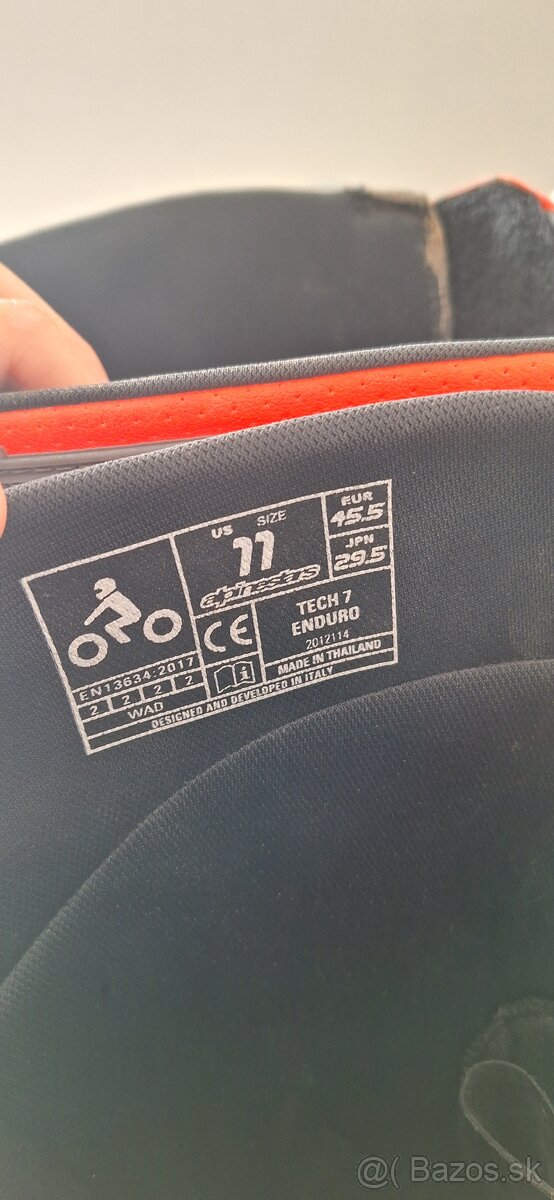 US SIZE
11
alpinestars
EUR
45.5
JPN
29.5
CE
TECH 7
ENDURO
2012114
EN13634:2017
2 2 2 2
WAD
i
MADE IN THAILAND
DESIGNED AND DEVELOPED IN ITALY
@( Bazos.sk